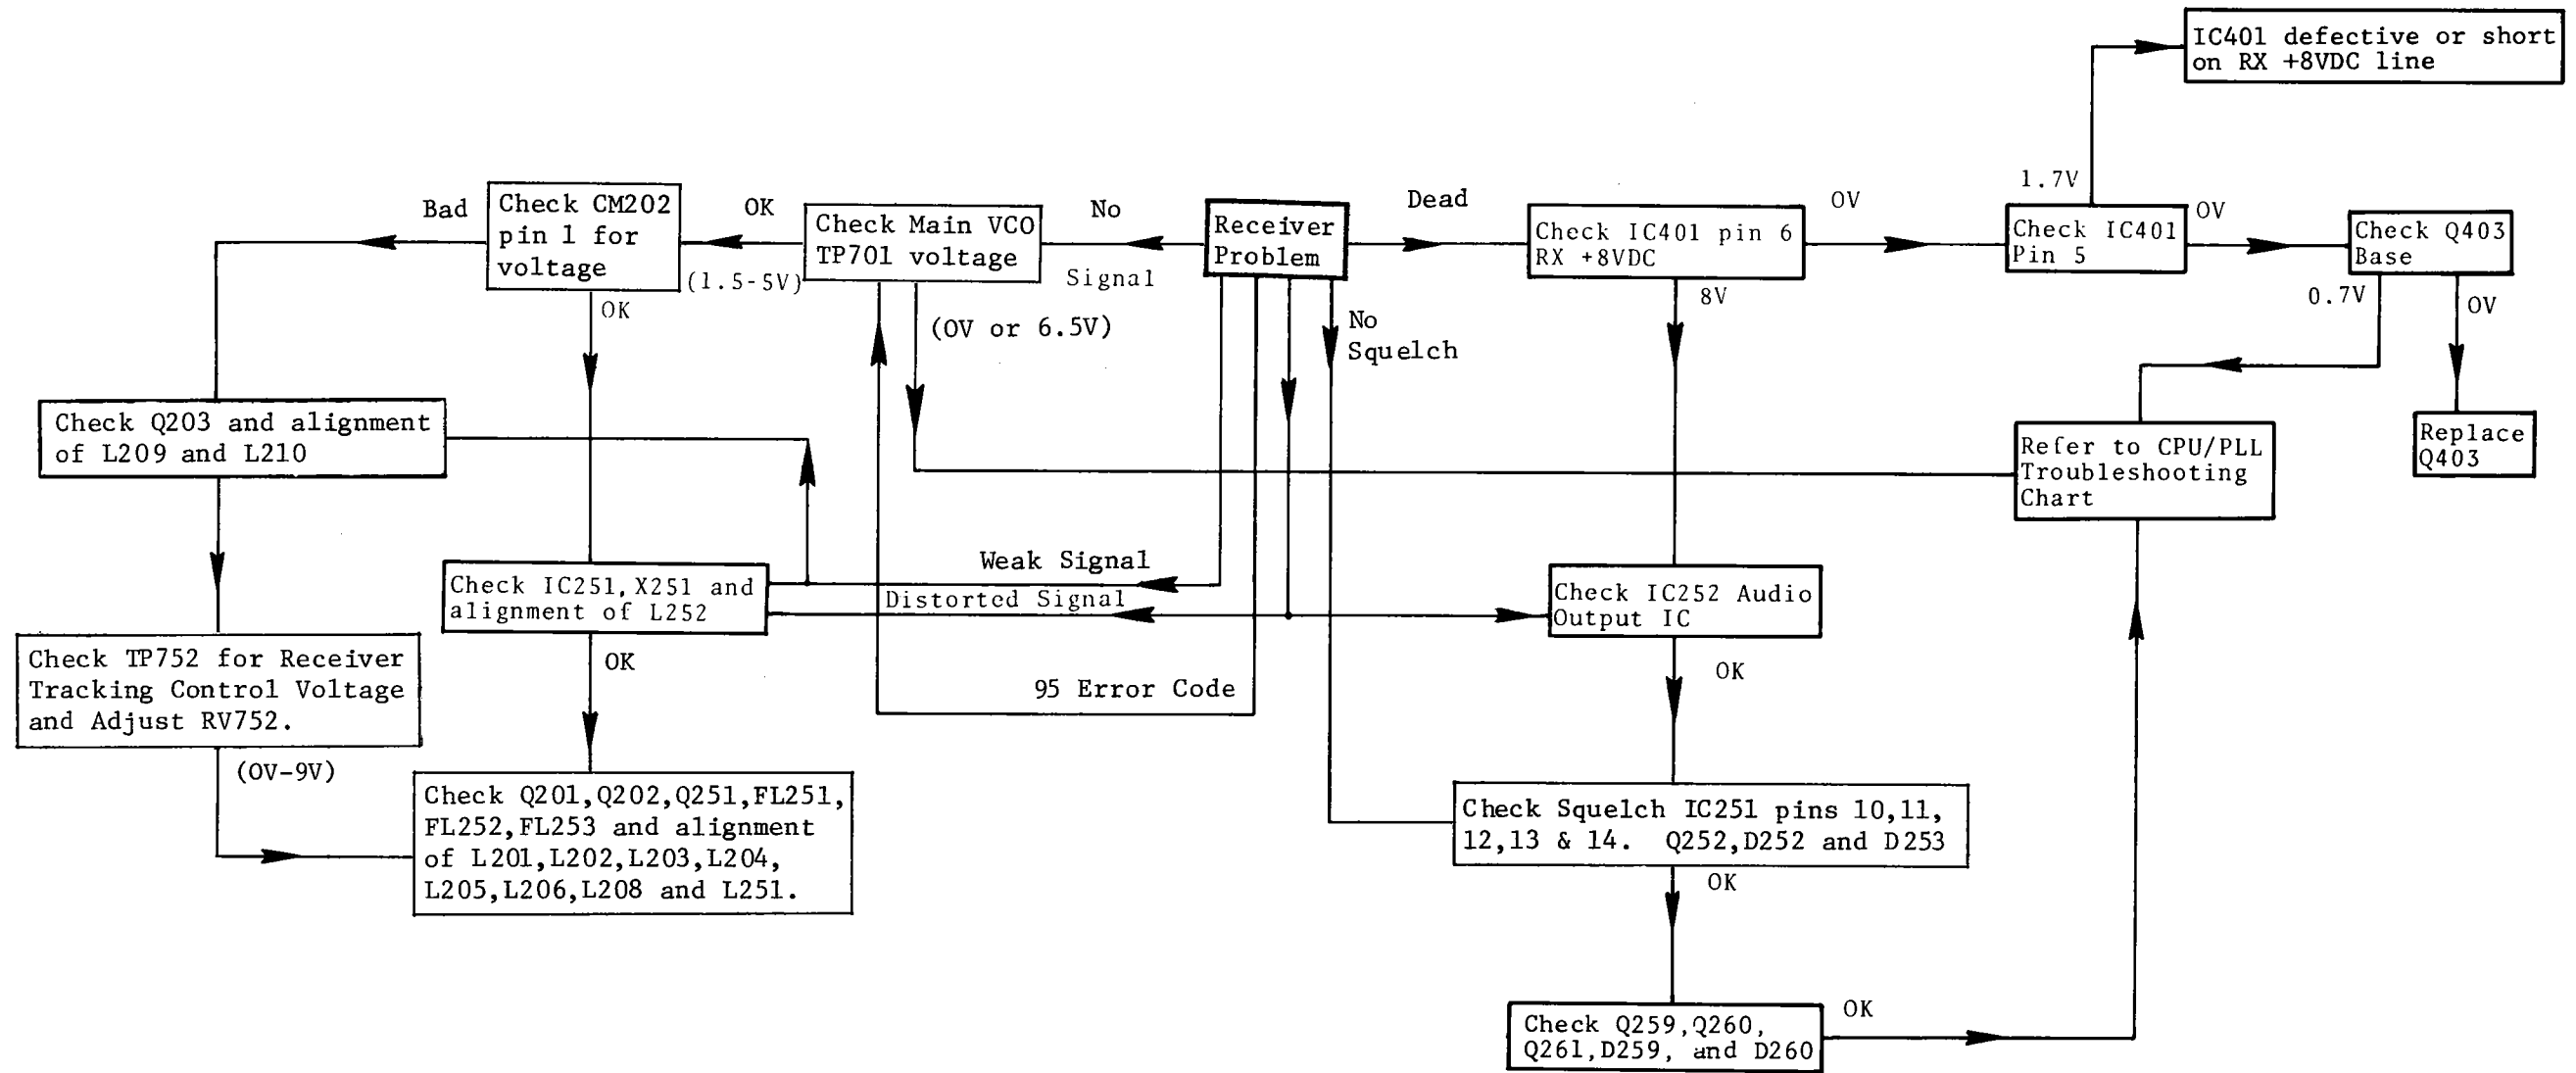 IC401 defective or short
on RX +8VDC line
Bad
Check CM202
pin 1 for
voltage
OK
(1.5-5V)
OK
Check Main VCO
TP701 voltage
No
Signal
(0V or 6.5V)
Receiver
Problem
Dead
No
Squelch
Check IC401 pin 6
RX +8VDC
0V
8V
1.7V
Check IC401
Pin 5
0V
Check Q403
Base
0.7V
0V
Replace
Q403
Refer to CPU/PLL
Troubleshooting
Chart
Check Q203 and alignment
of L209 and L210
Weak Signal
Distorted Signal
95 Error Code
Check IC251,X251 and
alignment of L252
OK
Check IC252 Audio
Output IC
OK
Check TP752 for Receiver
Tracking Control Voltage
and Adjust RV752.
(0V-9V)
Check Q201,Q202,Q251,FL251,
FL252,FL253 and alignment
of L201,L202,L203,L204,
L205,L206,L208 and L251.
Check Squelch IC251 pins 10,11,
12,13 & 14. Q252,D252 and D253
OK
Check Q259,Q260,
Q261,D259, and D260
OK